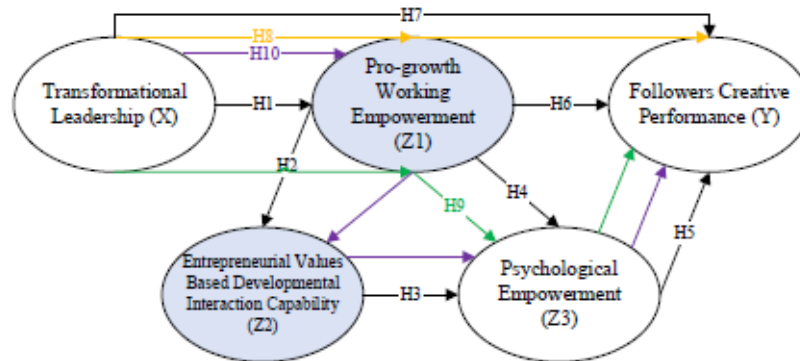 H7
H8
H10
Transformational
Leadership (X)
H1
Pro-growth
Working
Empowerment
(Z1)
H6
Followers Creative
Performance (Y)
H2
H9
H4
H5
Entrepreneurial Values
Based Developmental
Interaction Capability
(Z2)
H3
Psychological
Empowerment
(Z3)